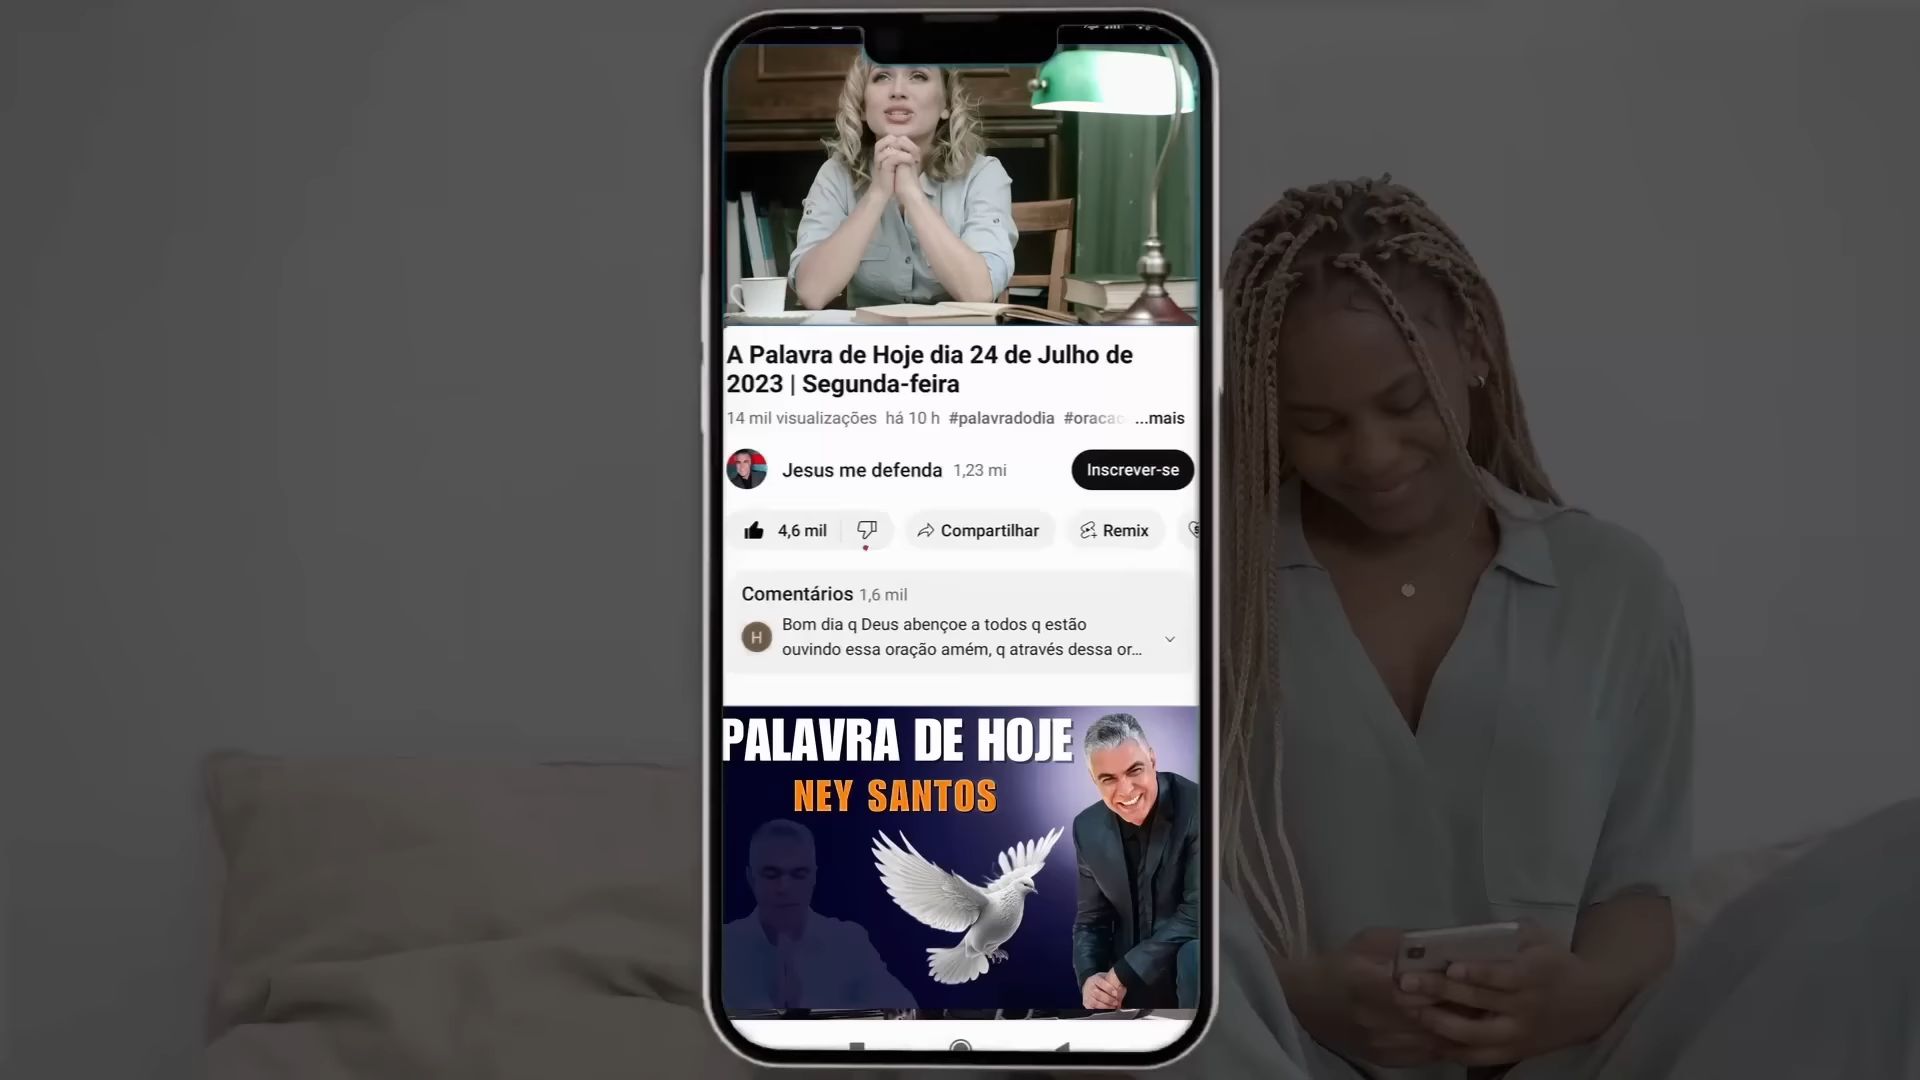 A Palavra de Hoje dia 24 de Julho de
2023 | Segunda-feira
14 mil visualizações há 10 h #palavradodia #oracao ...mais
Jesus me defenda 1,23 mi
Inscrever-se
4,6 mil
Compartilhar
Remix
Comentários 1,6 mil
H
Bom dia q Deus abençoe a todos q estão
ouvindo essa oração amém, q através dessa or...
PALAVRA DE HOJE
NEY SANTOS